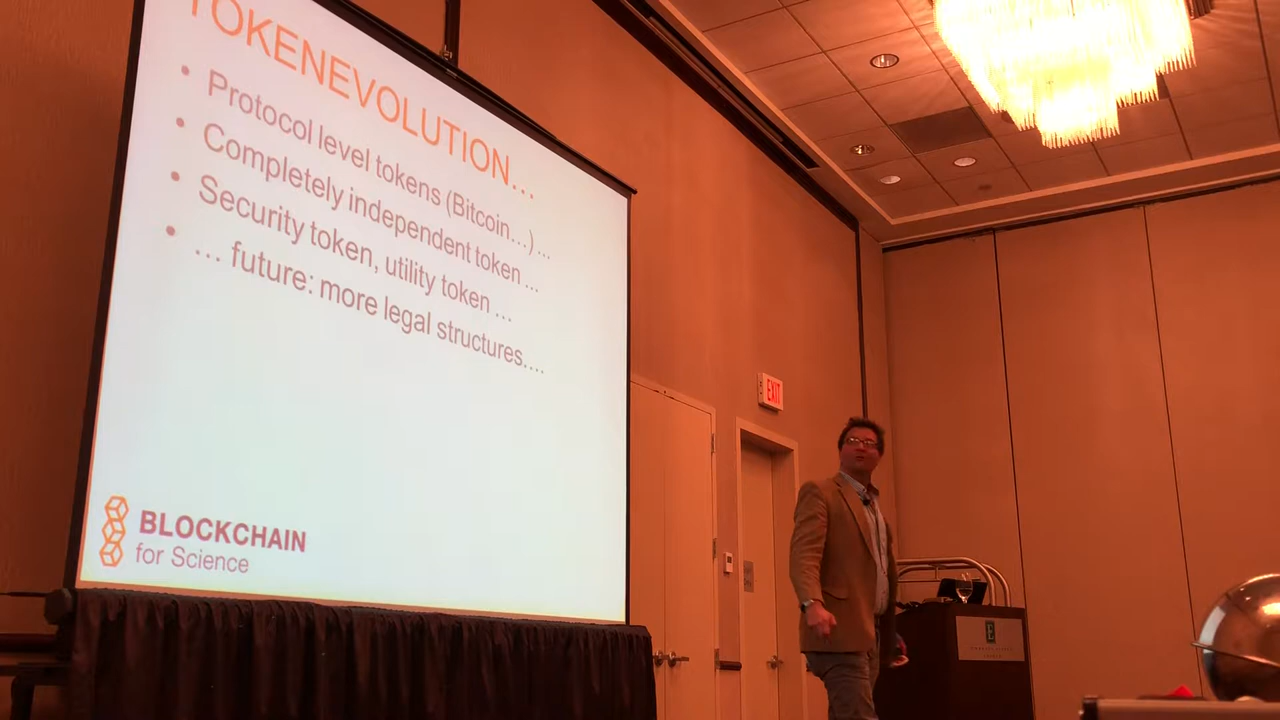 TOKENEVOLUTION...
• Protocol level tokens (Bitcoin...)...
• Completely independent token ...
• Security token, utility token ...
• ... future: more legal structures....
BLOCKCHAIN
for Science
EXIT
E